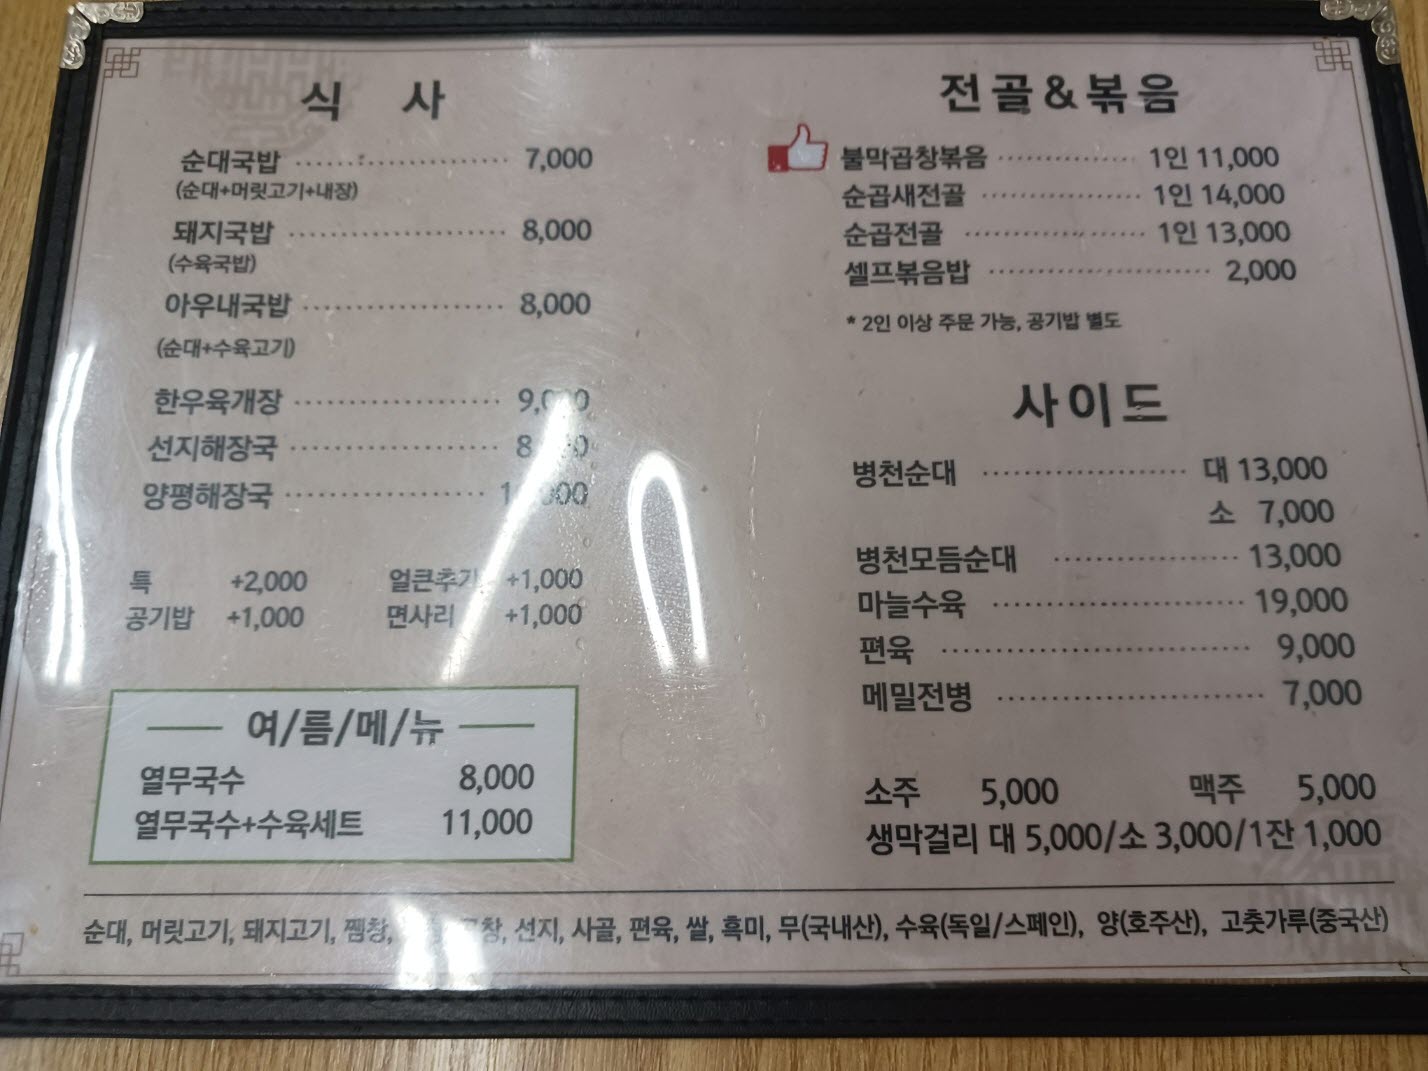 식 사
순대국밥 7,000
(순대+머릿고기+내장)
돼지국밥 8,000
(수육국밥)
아우내국밥 8,000
(순대+수육고기)
한우육개장
선지해장국
양평해장국
특 +2,000 얼큰추가 +1,000
공기밥 +1,000 면사리 +1,000
여/름/메/뉴
열무국수 8,000
열무국수+수육세트 11,000
전골&볶음
불막곱창볶음 1인 11,000
순곱새전골 1인 14,000
순곱전골 1인 13,000
셀프볶음밥 2,000
* 2인 이상 주문 가능, 공기밥 별도
사이드
병천순대 대 13,000
소 7,000
병천모듬순대 13,000
마늘수육 19,000
편육 9,000
메밀전병 7,000
소주 5,000 맥주 5,000
생막걸리 대 5,000/소 3,000/1잔 1,000
순대, 머릿고기, 돼지고기, 찜창, 선지, 사골, 편육, 쌀, 흑미, 무(국내산), 수육(독일/스페인), 양(호주산), 고춧가루(중국산)